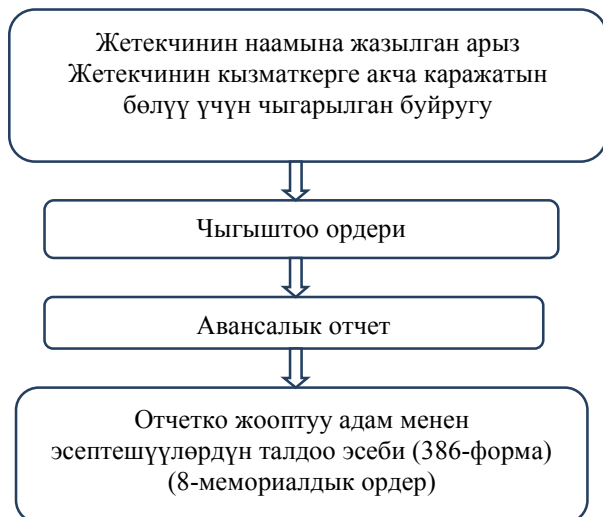 Жетекчинин наамына жазылган арыз
Жетекчинин кызматкерге акча каражатын
бөлүү үчүн чыгарылган буйругу
Чыгыштоо ордери
Авансалык отчет
Отчетко жооптуу адам менен
эсептешүүлөрдүн талдоо эсеби (386-форма)
(8-мемориалдык ордер)